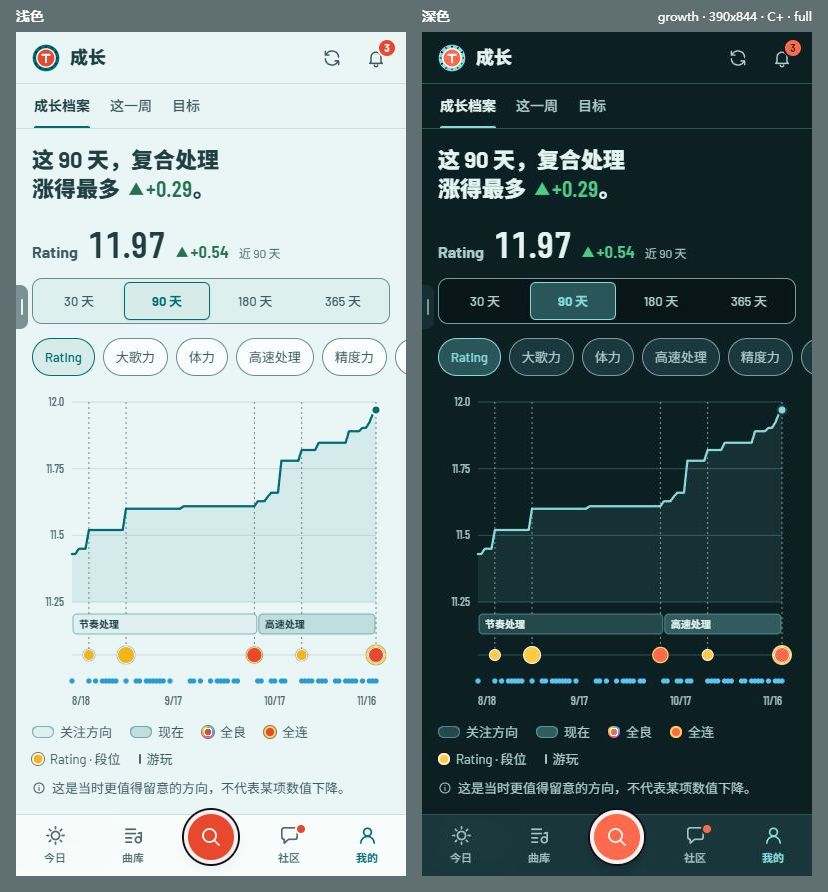 浅色
T 成长 3
成长档案 这一周 目标
这 90 天，复合处理
涨得最多 ▲+0.29。
Rating 11.97 ▲+0.54 近 90 天
30 天 90 天 180 天 365 天
Rating 大歌力 体力 高速处理 精度力
12.0
11.75
11.5
11.25
节奏处理 高速处理
8/18 9/17 10/17 11/16
关注方向 现在 全良 全连
Rating · 段位 游玩
这是当时更值得留意的方向，不代表某项数值下降。
今日 曲库 社区 我的
深色 growth · 390x844 · C+ · full
T 成长 3
成长档案 这一周 目标
这 90 天，复合处理
涨得最多 ▲+0.29。
Rating 11.97 ▲+0.54 近 90 天
30 天 90 天 180 天 365 天
Rating 大歌力 体力 高速处理 精度力
12.0
11.75
11.5
11.25
节奏处理 高速处理
8/18 9/17 10/17 11/16
关注方向 现在 全良 全连
Rating · 段位 游玩
这是当时更值得留意的方向，不代表某项数值下降。
今日 曲库 社区 我的